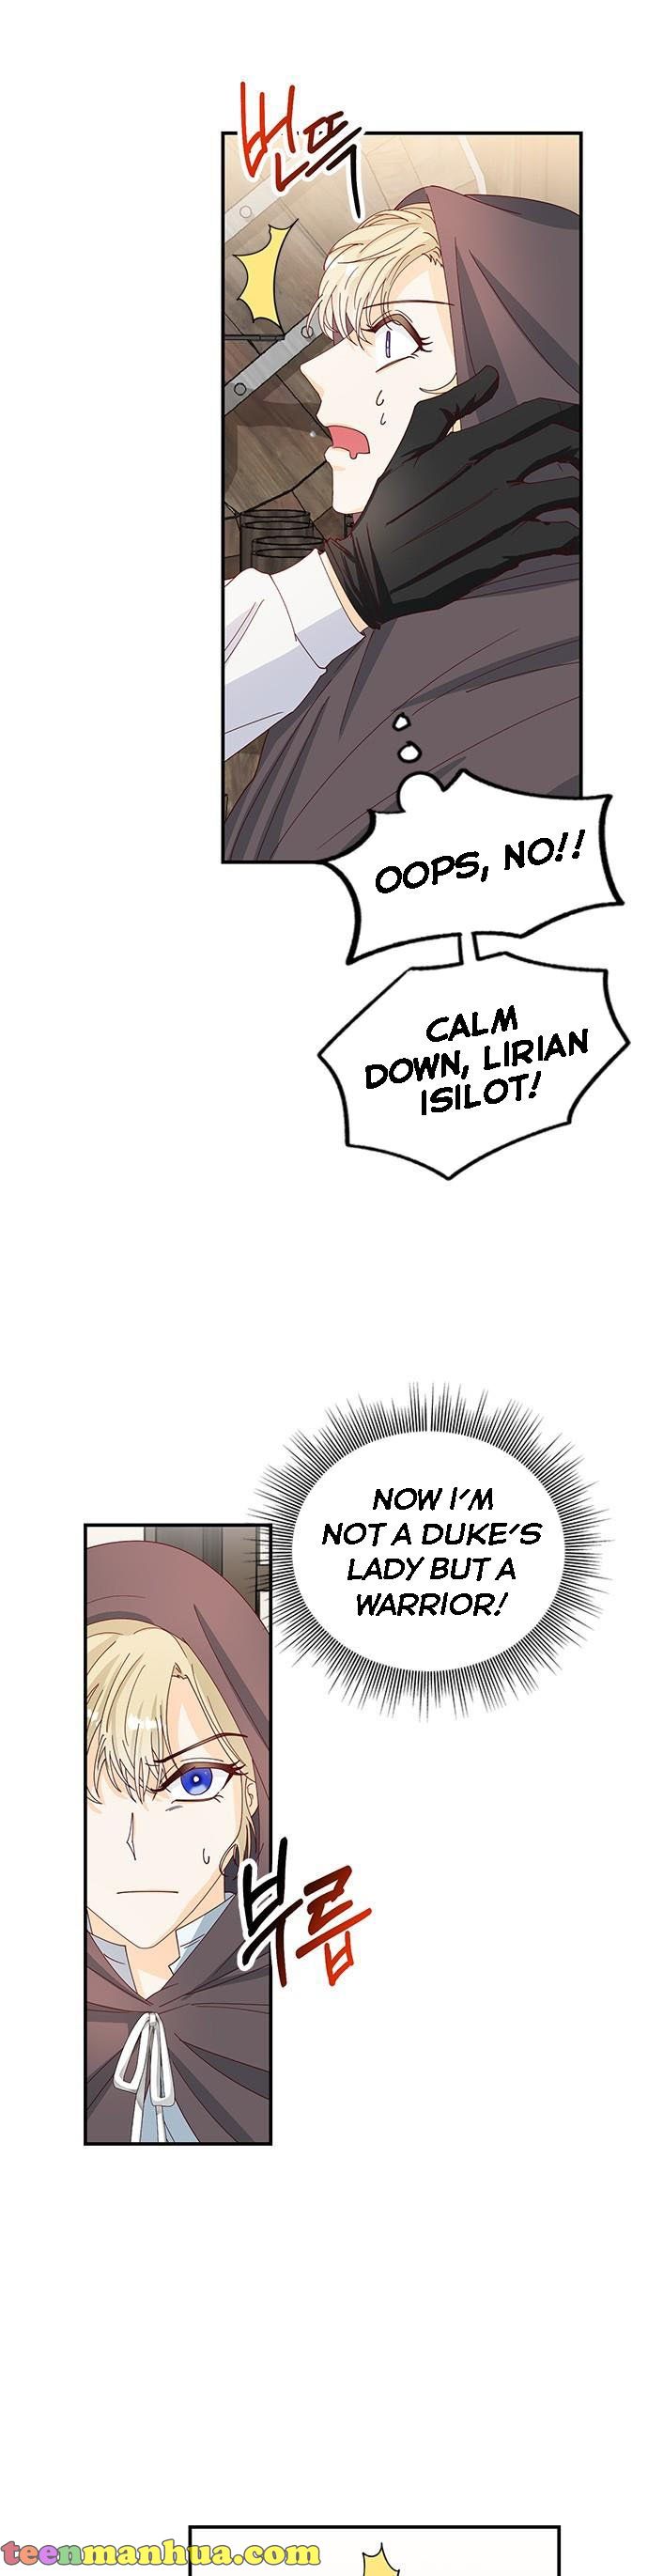 번뜩
OOPS, NO!!
CALM
DOWN, LIRIAN
ISILOT!
NOW I'M
NOT A DUKE'S
LADY BUT A
WARRIOR!
부릅
teenmanhua.com